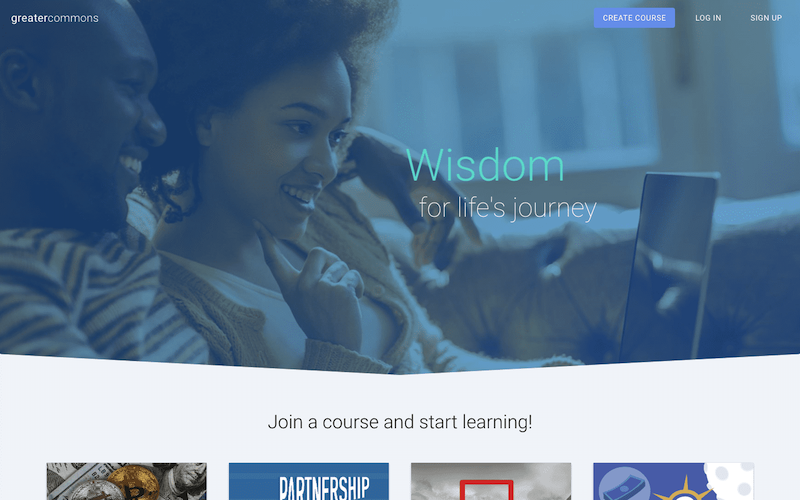 greatercommons
CREATE COURSE
LOG IN
SIGN UP
Wisdom
for life's journey
Join a course and start learning!
PARTNERSHIP